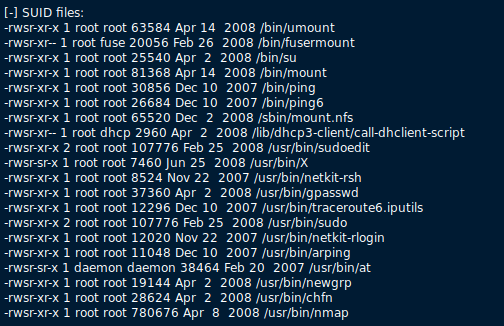 [-] SUID files:
-rwsr-xr-x 1 root root 63584 Apr 14  2008 /bin/umount
-rwsr-xr-- 1 root fuse 20056 Feb 26  2008 /bin/fusermount
-rwsr-xr-x 1 root root 25540 Apr  2  2008 /bin/su
-rwsr-xr-x 1 root root 81368 Apr 14  2008 /bin/mount
-rwsr-xr-x 1 root root 30856 Dec 10  2007 /bin/ping
-rwsr-xr-x 1 root root 26684 Dec 10  2007 /bin/ping6
-rwsr-xr-x 1 root root 65520 Dec  2  2008 /sbin/mount.nfs
-rwsr-xr-- 1 root dhcp 2960 Apr  2  2008 /lib/dhcp3-client/call-dhclient-script
-rwsr-xr-x 2 root root 107776 Feb 25  2008 /usr/bin/sudoedit
-rwsr-sr-x 1 root root 7460 Jun 25  2008 /usr/bin/X
-rwsr-xr-x 1 root root 8524 Nov 22  2007 /usr/bin/netkit-rsh
-rwsr-xr-x 1 root root 37360 Apr  2  2008 /usr/bin/gpasswd
-rwsr-xr-x 1 root root 12296 Dec 10  2007 /usr/bin/traceroute6.iputils
-rwsr-xr-x 2 root root 107776 Feb 25  2008 /usr/bin/sudo
-rwsr-xr-x 1 root root 12020 Nov 22  2007 /usr/bin/netkit-rlogin
-rwsr-xr-x 1 root root 11048 Dec 10  2007 /usr/bin/arping
-rwsr-sr-x 1 daemon daemon 38464 Feb 20  2007 /usr/bin/at
-rwsr-xr-x 1 root root 19144 Apr  2  2008 /usr/bin/newgrp
-rwsr-xr-x 1 root root 28624 Apr  2  2008 /usr/bin/chfn
-rwsr-xr-x 1 root root 780676 Apr  8  2008 /usr/bin/nmap